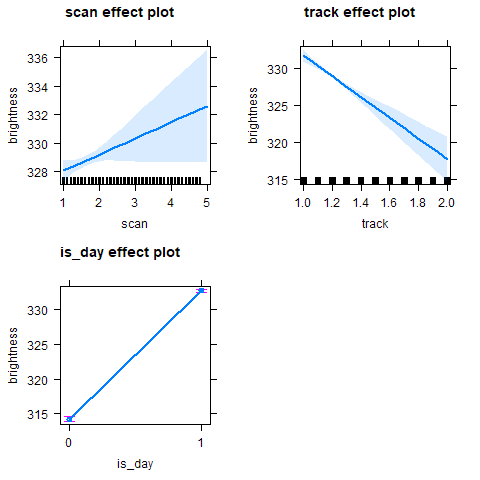 scan effect plot
brightness
336
334
332
330
328
1 2 3 4 5
scan
track effect plot
brightness
330
325
320
315
1.0 1.2 1.4 1.6 1.8 2.0
track
is_day effect plot
brightness
330
325
320
315
0 1
is_day